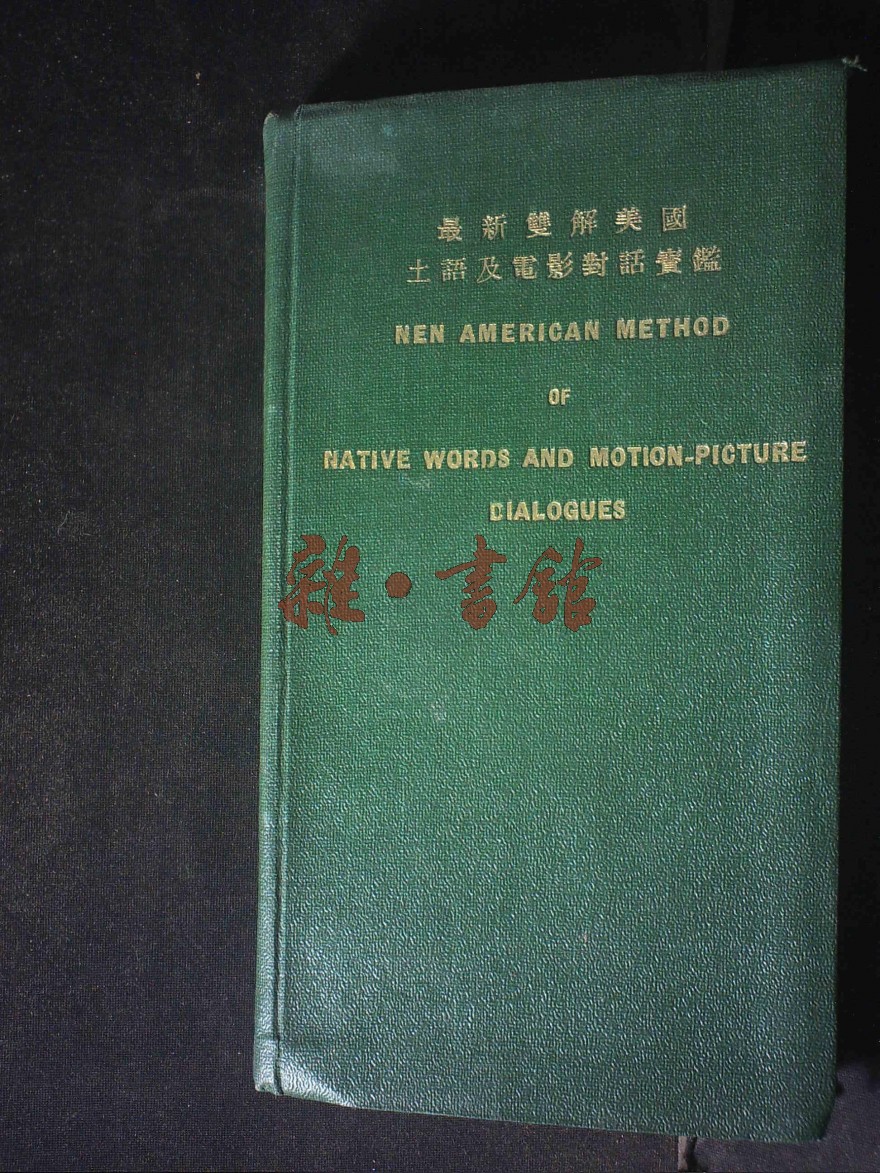 最新雙解美國
土語及電影對話寶鑑
NEN AMERICAN METHOD
OF
NATIVE WORDS AND MOTION-PICTURE
DIALOGUES
雜·書館